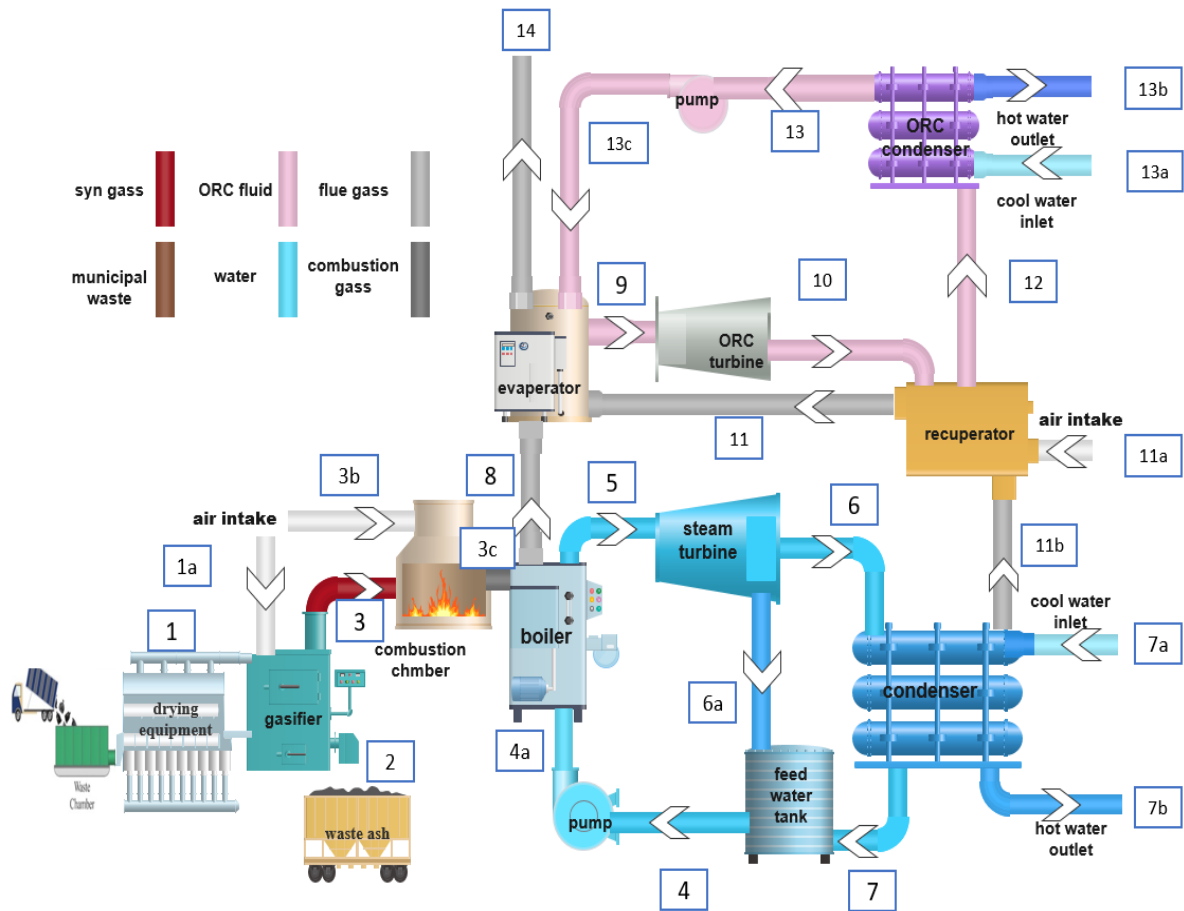 14
pump
13
13b
hot water
outlet
ORC
condenser
13c
13a
cool water
inlet
syn gass
ORC fluid
flue gass
municipal
waste
water
combustion
gass
9
10
12
ORC
turbine
evaperator
11
recuperator
air intake
11a
3b
8
5
6
air intake
steam
turbine
3c
11b
1a
cool water
inlet
1
3
combustion
chmber
boiler
7a
drying
equipment
gasifier
condenser
6a
4a
2
Waste
Chamber
feed
water
tank
waste ash
pump
hot water
outlet
7b
4
7